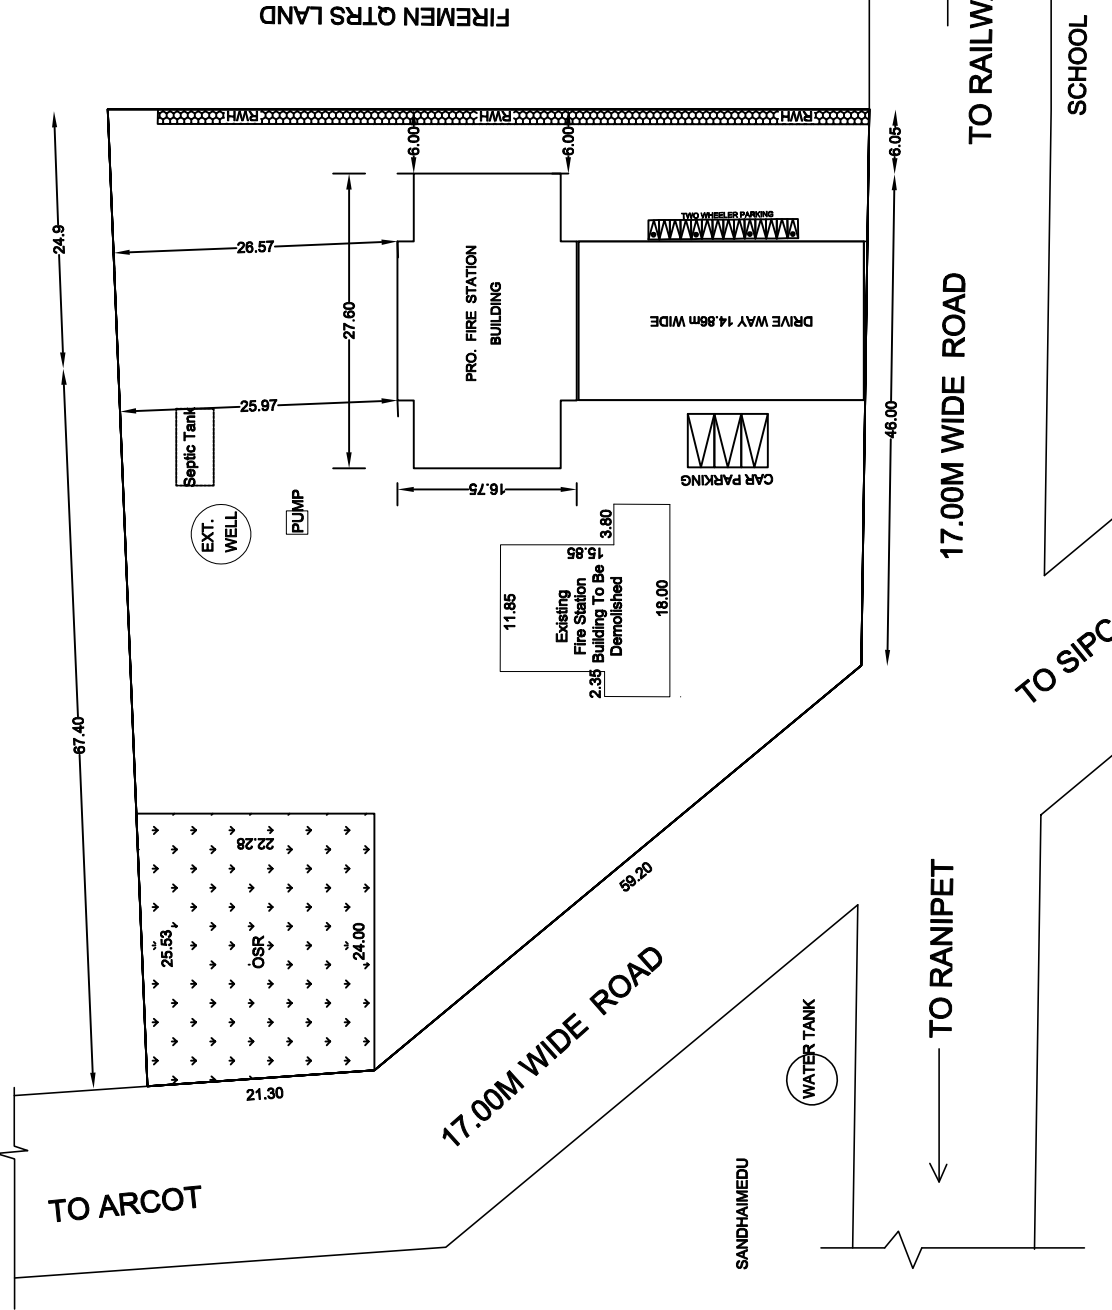 FIREMEN QTRS LAND
TO RAILWA
SCHOOL
RWH
RWH
RWH
6.00
6.00
6.05
24.9
26.57
27.60
PRO. FIRE STATION
BUILDING
TWO WHEELER PARKING
DRIVE WAY 14.86m WIDE
17.00M WIDE ROAD
25.97
Septic Tank
46.00
CAR PARKING
16.75
EXT.
WELL
PUMP
3.80
15.85
11.85
Existing
Fire Station
Building To Be
Demolished
18.00
2.35
TO SIPC
67.40
22.28
25.53
OSR
24.00
59.20
21.30
17.00M WIDE ROAD
TO RANIPET
WATER TANK
TO ARCOT
SANDHAIMEDU